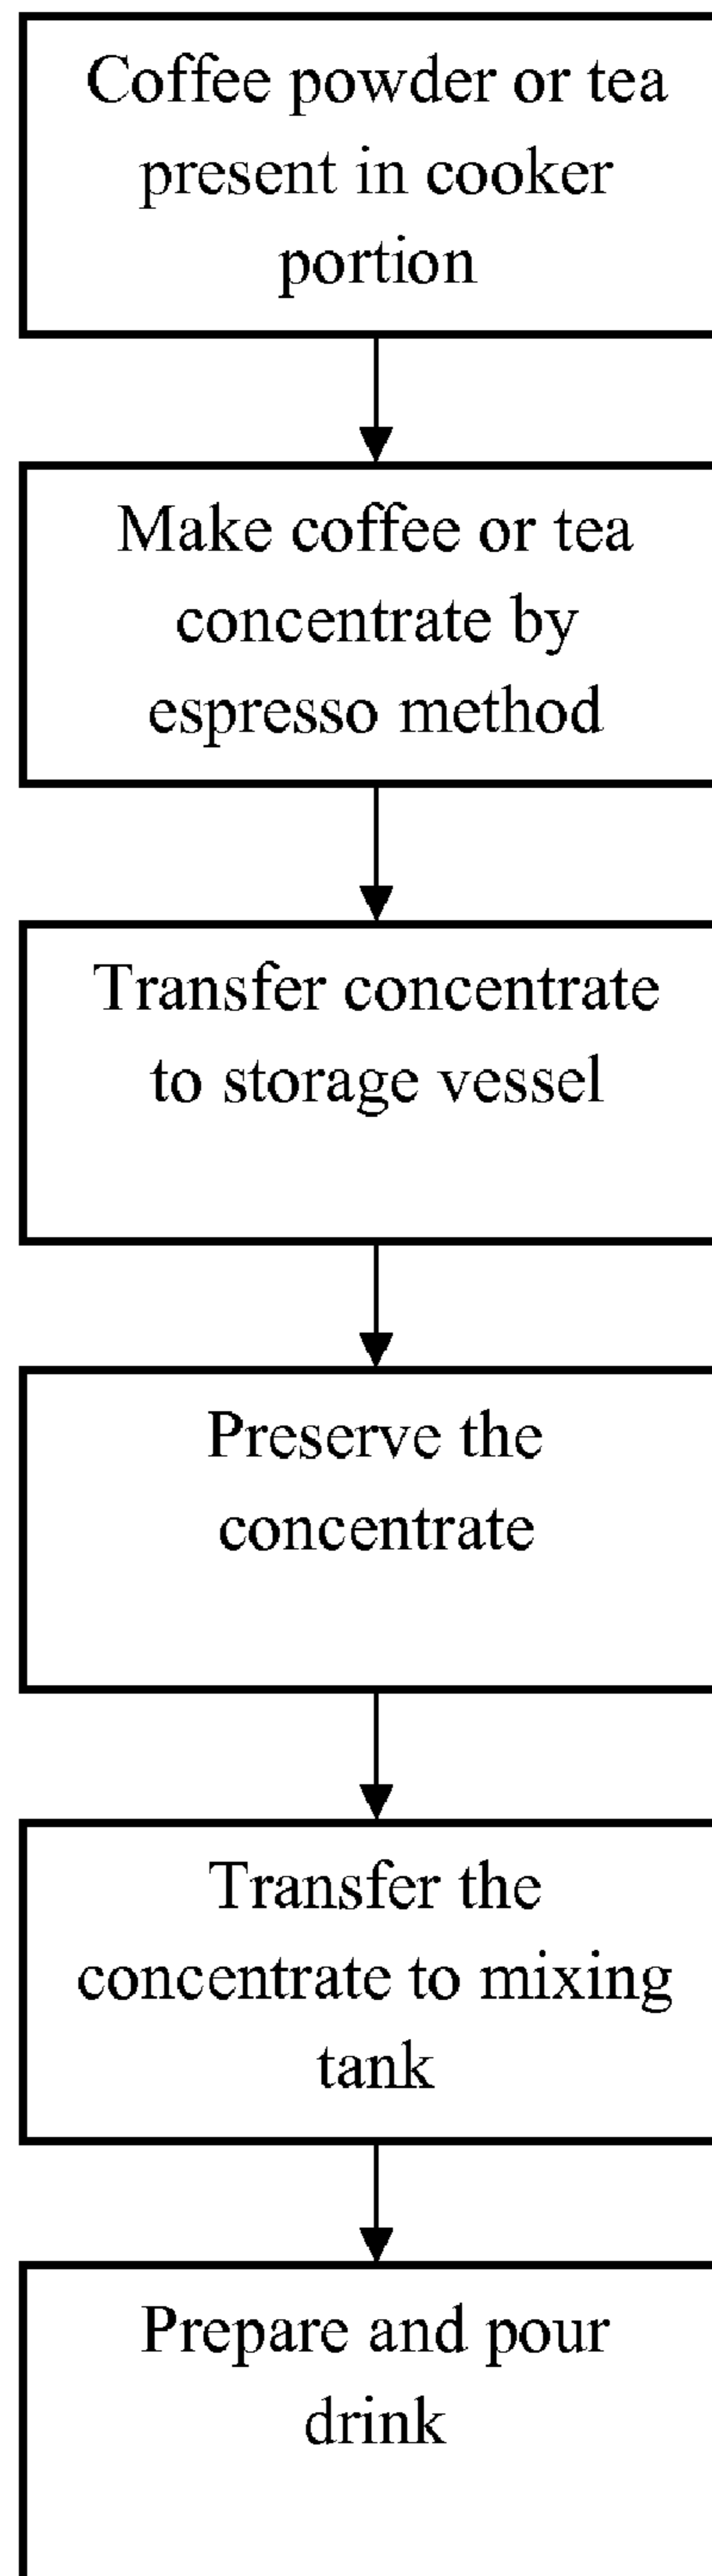 Coffee powder or tea
present in cooker
portion
Make coffee or tea
concentrate by
espresso method
Transfer concentrate
to storage vessel
Preserve the
concentrate
Transfer the
concentrate to mixing
tank
Prepare and pour
drink